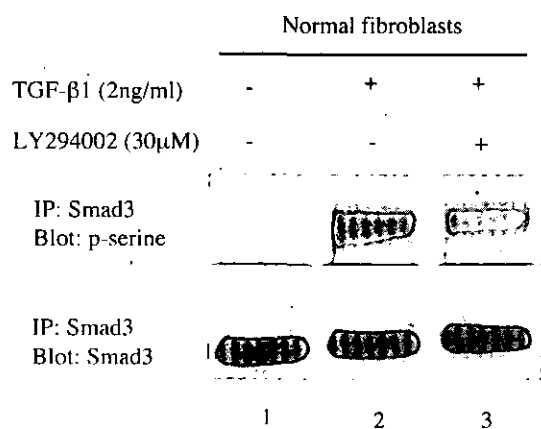 Normal fibroblasts
TGF-β1 (2ng/ml) - + +
LY294002 (30μM) - - +
IP: Smad3
Blot: p-serine
IP: Smad3
Blot: Smad3
1 2 3